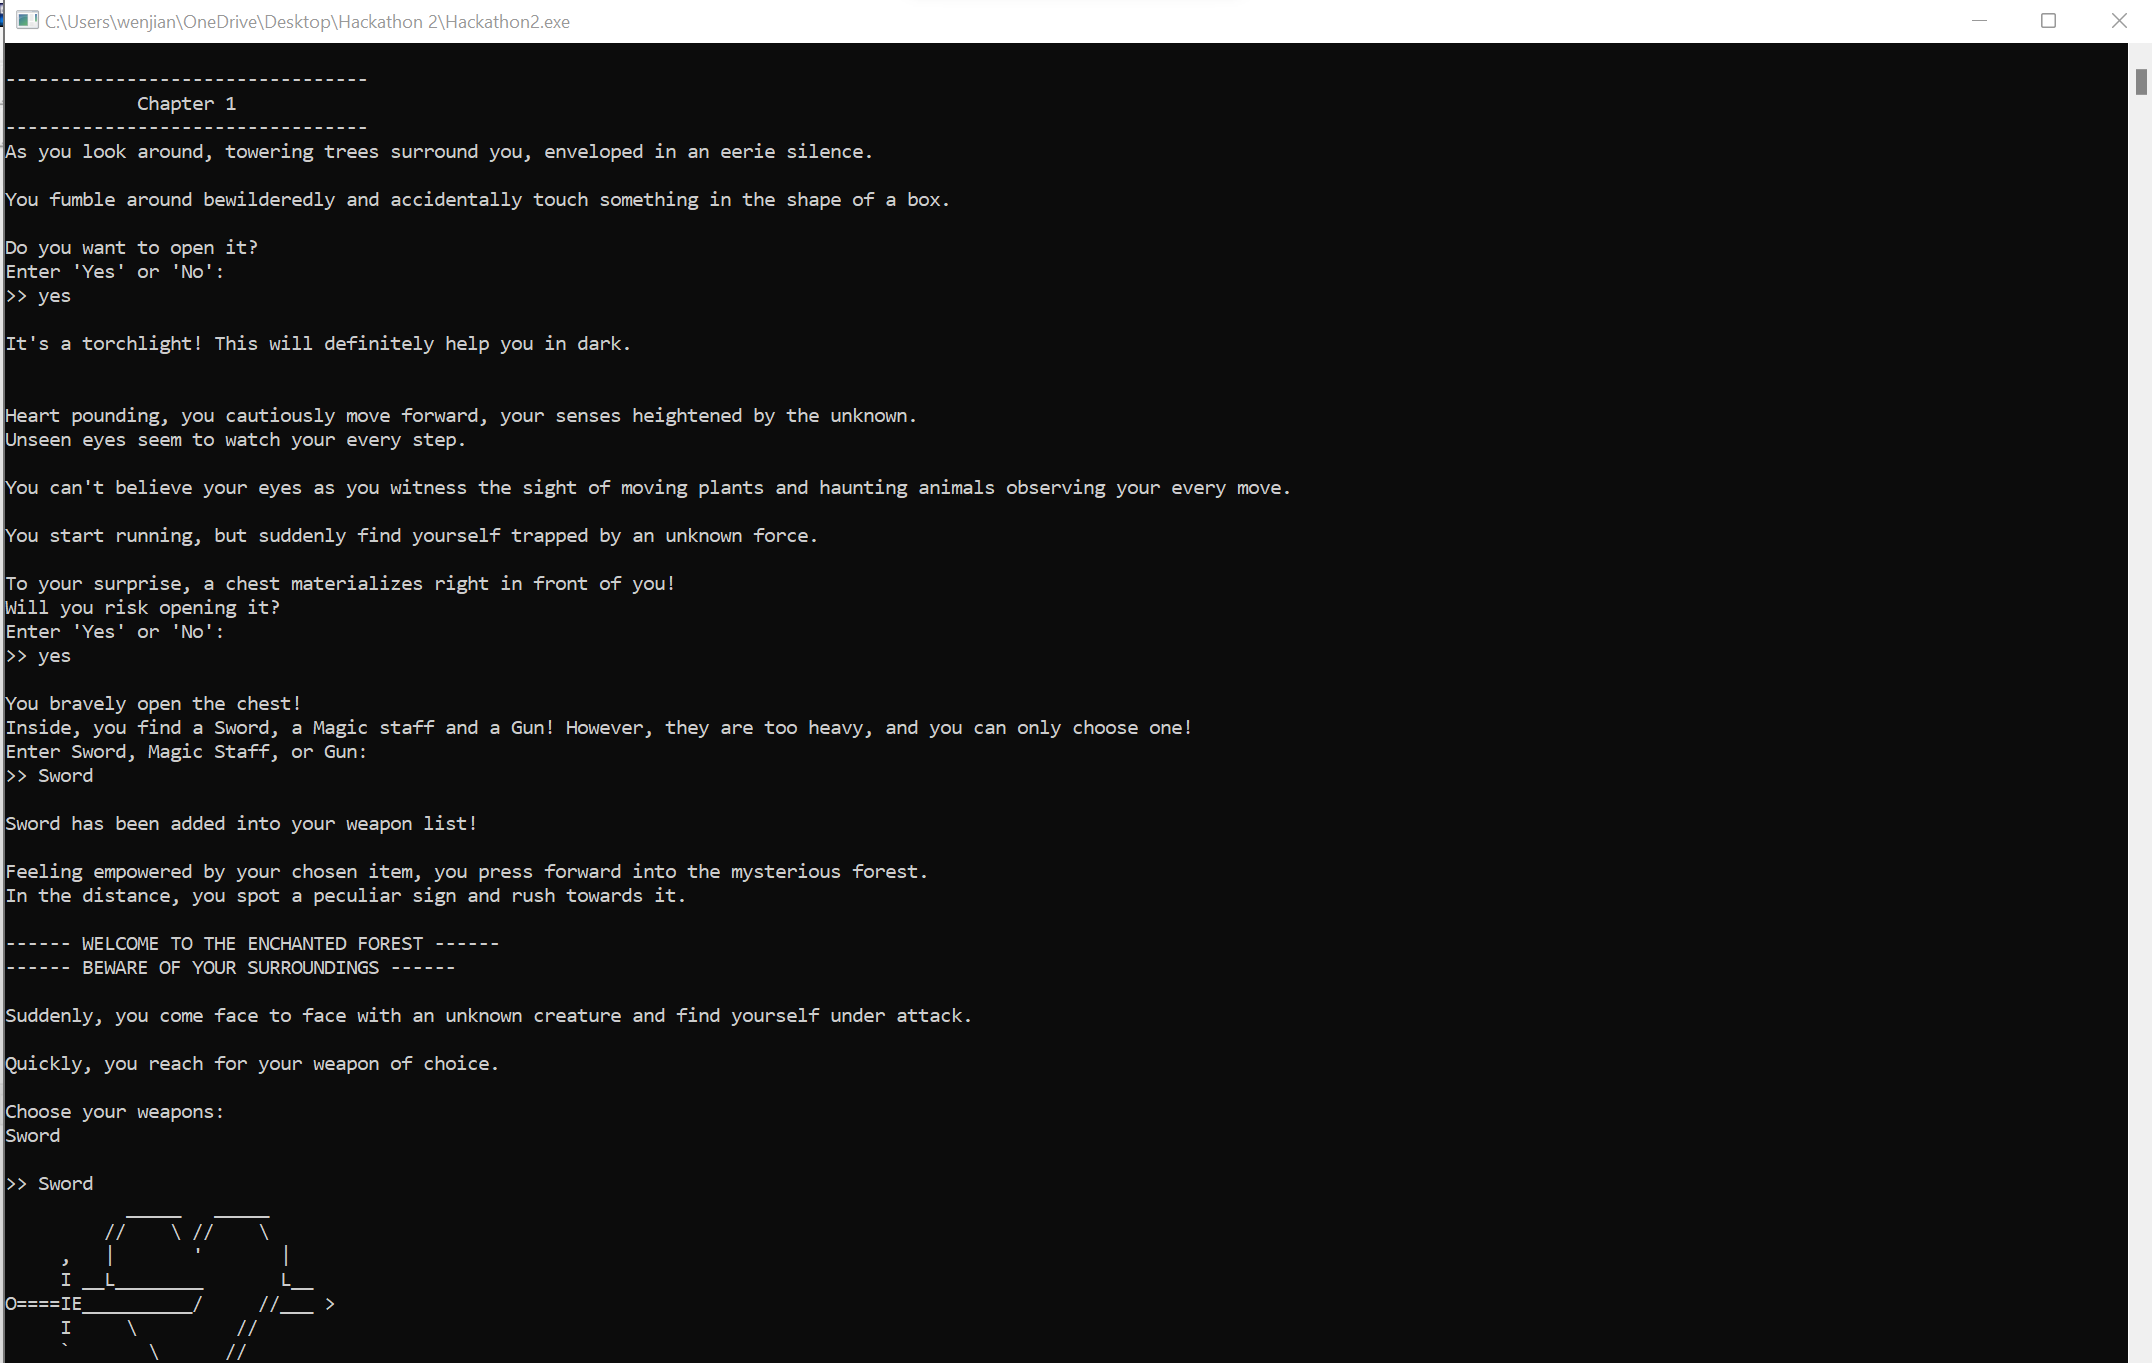 C:\Users\wenjian\OneDrive\Desktop\Hackathon 2\Hackathon2.exe
---------------------------------
            Chapter 1
---------------------------------
As you look around, towering trees surround you, enveloped in an eerie silence.
You fumble around bewilderedly and accidentally touch something in the shape of a box.
Do you want to open it?
Enter 'Yes' or 'No':
>> yes
It's a torchlight! This will definitely help you in dark.
Heart pounding, you cautiously move forward, your senses heightened by the unknown.
Unseen eyes seem to watch your every step.
You can't believe your eyes as you witness the sight of moving plants and haunting animals observing your every move.
You start running, but suddenly find yourself trapped by an unknown force.
To your surprise, a chest materializes right in front of you!
Will you risk opening it?
Enter 'Yes' or 'No':
>> yes
You bravely open the chest!
Inside, you find a Sword, a Magic staff and a Gun! However, they are too heavy, and you can only choose one!
Enter Sword, Magic Staff, or Gun:
>> Sword
Sword has been added into your weapon list!
Feeling empowered by your chosen item, you press forward into the mysterious forest.
In the distance, you spot a peculiar sign and rush towards it.
------ WELCOME TO THE ENCHANTED FOREST ------
------ BEWARE OF YOUR SURROUNDINGS ------
Suddenly, you come face to face with an unknown creature and find yourself under attack.
Quickly, you reach for your weapon of choice.
Choose your weapons:
Sword
>> Sword
           _____   _____
         //    \ //    \
     ,   |       '       |
     I __L________       L__
O====IE__________/     //___ >
     I     \         //
     `       \      //